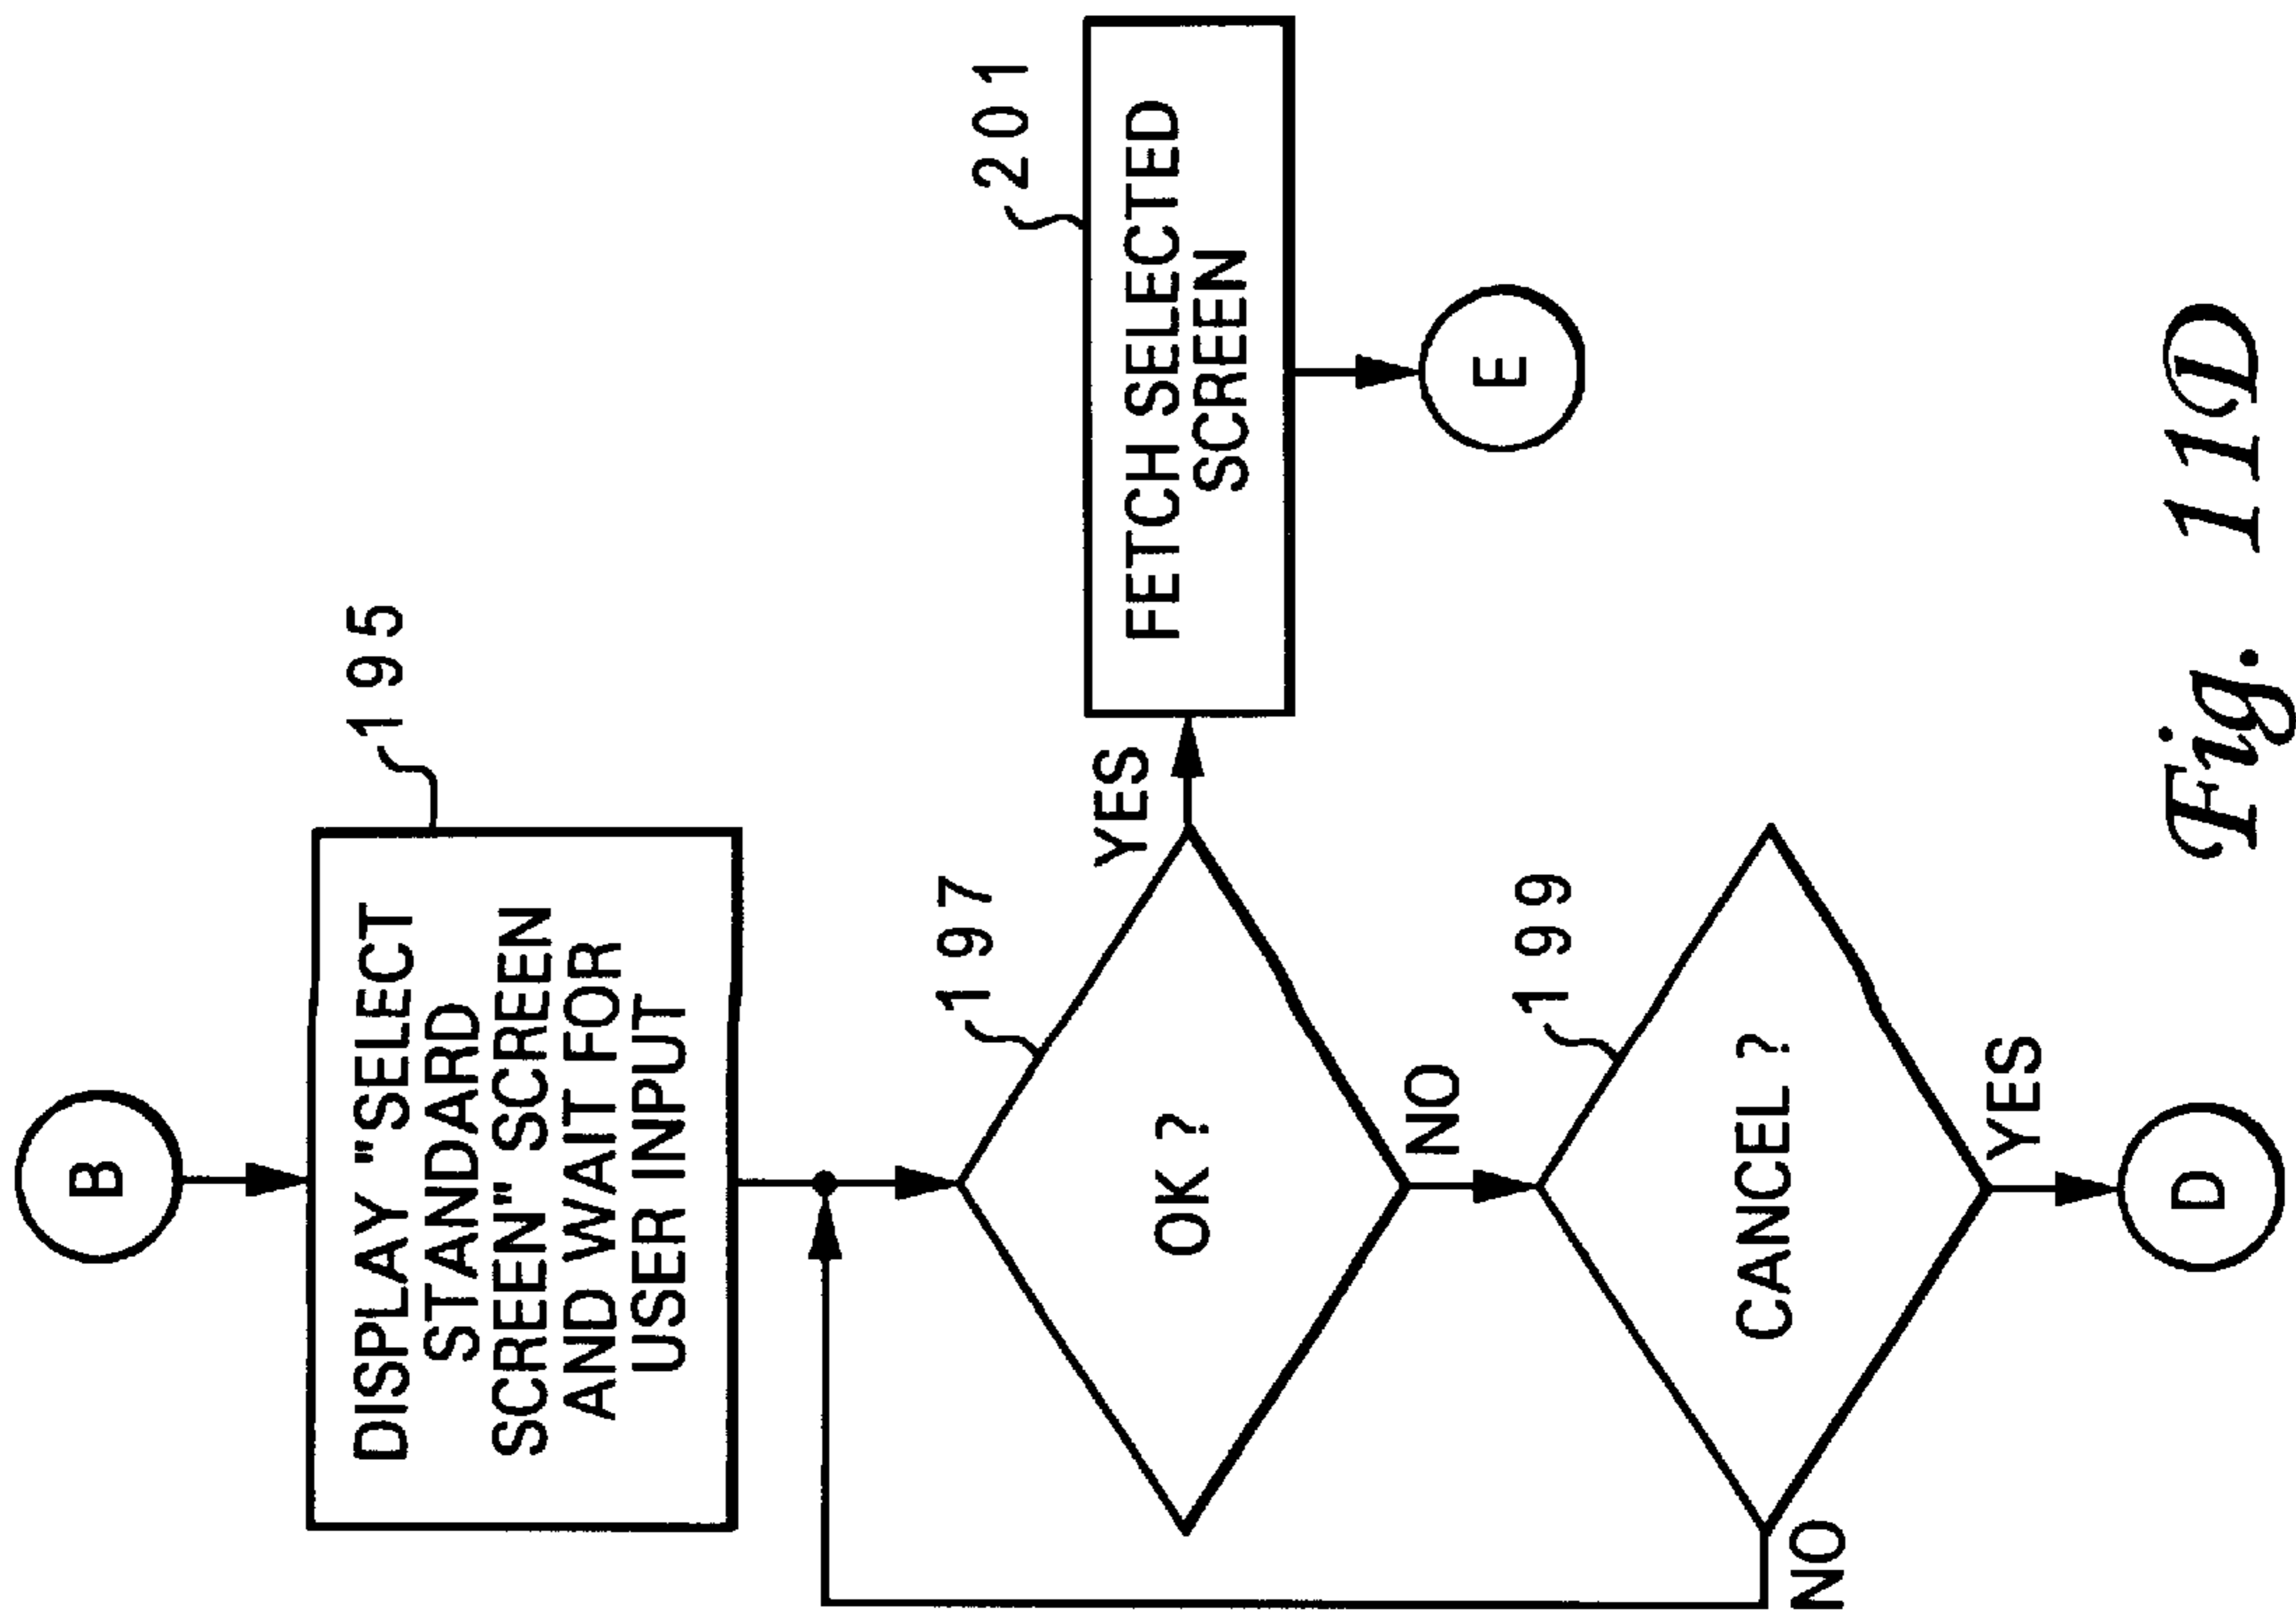 B
DISPLAY "SELECT
STANDARD
SCREEN" SCREEN
AND WAIT FOR
USER INPUT
195
OK ?
197
YES
FETCH SELECTED
SCREEN
201
E
NO
CANCEL ?
199
NO
YES
D
Fig. 11D